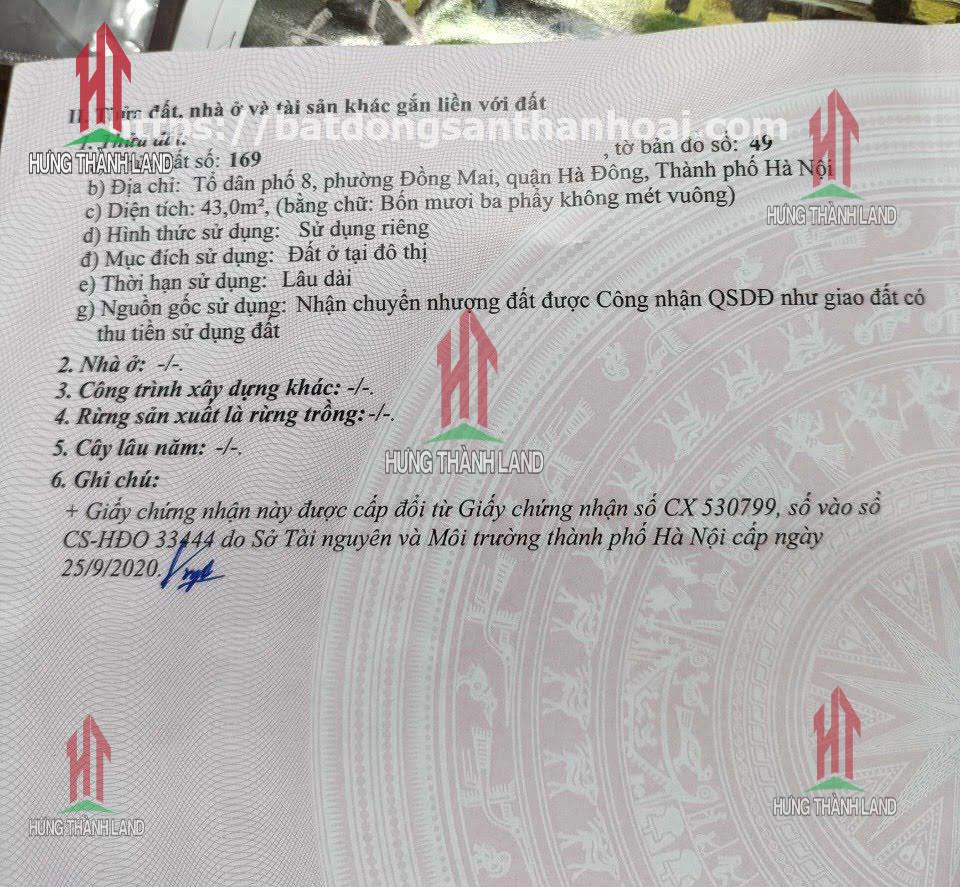 II. Thửa đất, nhà ở và tài sản khác gắn liền với đất
https://batdongsanthanhoai.com
1. Thửa đất:
đất số: 169 , tờ bản đồ số: 49
b) Địa chỉ: Tổ dân phố 8, phường Đồng Mai, quận Hà Đông, Thành phố Hà Nội
c) Diện tích: 43,0m², (bằng chữ: Bốn mươi ba phẩy không mét vuông)
d) Hình thức sử dụng: Sử dụng riêng
đ) Mục đích sử dụng: Đất ở tại đô thị
e) Thời hạn sử dụng: Lâu dài
g) Nguồn gốc sử dụng: Nhận chuyển nhượng đất được Công nhận QSDĐ như giao đất có
thu tiền sử dụng đất
2. Nhà ở: -/-.
3. Công trình xây dựng khác: -/-.
4. Rừng sản xuất là rừng trồng: -/-.
5. Cây lâu năm: -/-.
6. Ghi chú:
+ Giấy chứng nhận này được cấp đổi từ Giấy chứng nhận số CX 530799, số vào sổ
CS-HĐO 33444 do Sở Tài nguyên và Môi trường thành phố Hà Nội cấp ngày
25/9/2020.
HƯNG THÀNH LAND
HƯNG THÀNH LAND
HƯNG THÀNH LAND
HƯNG THÀNH LAND
HƯNG THÀNH LAND